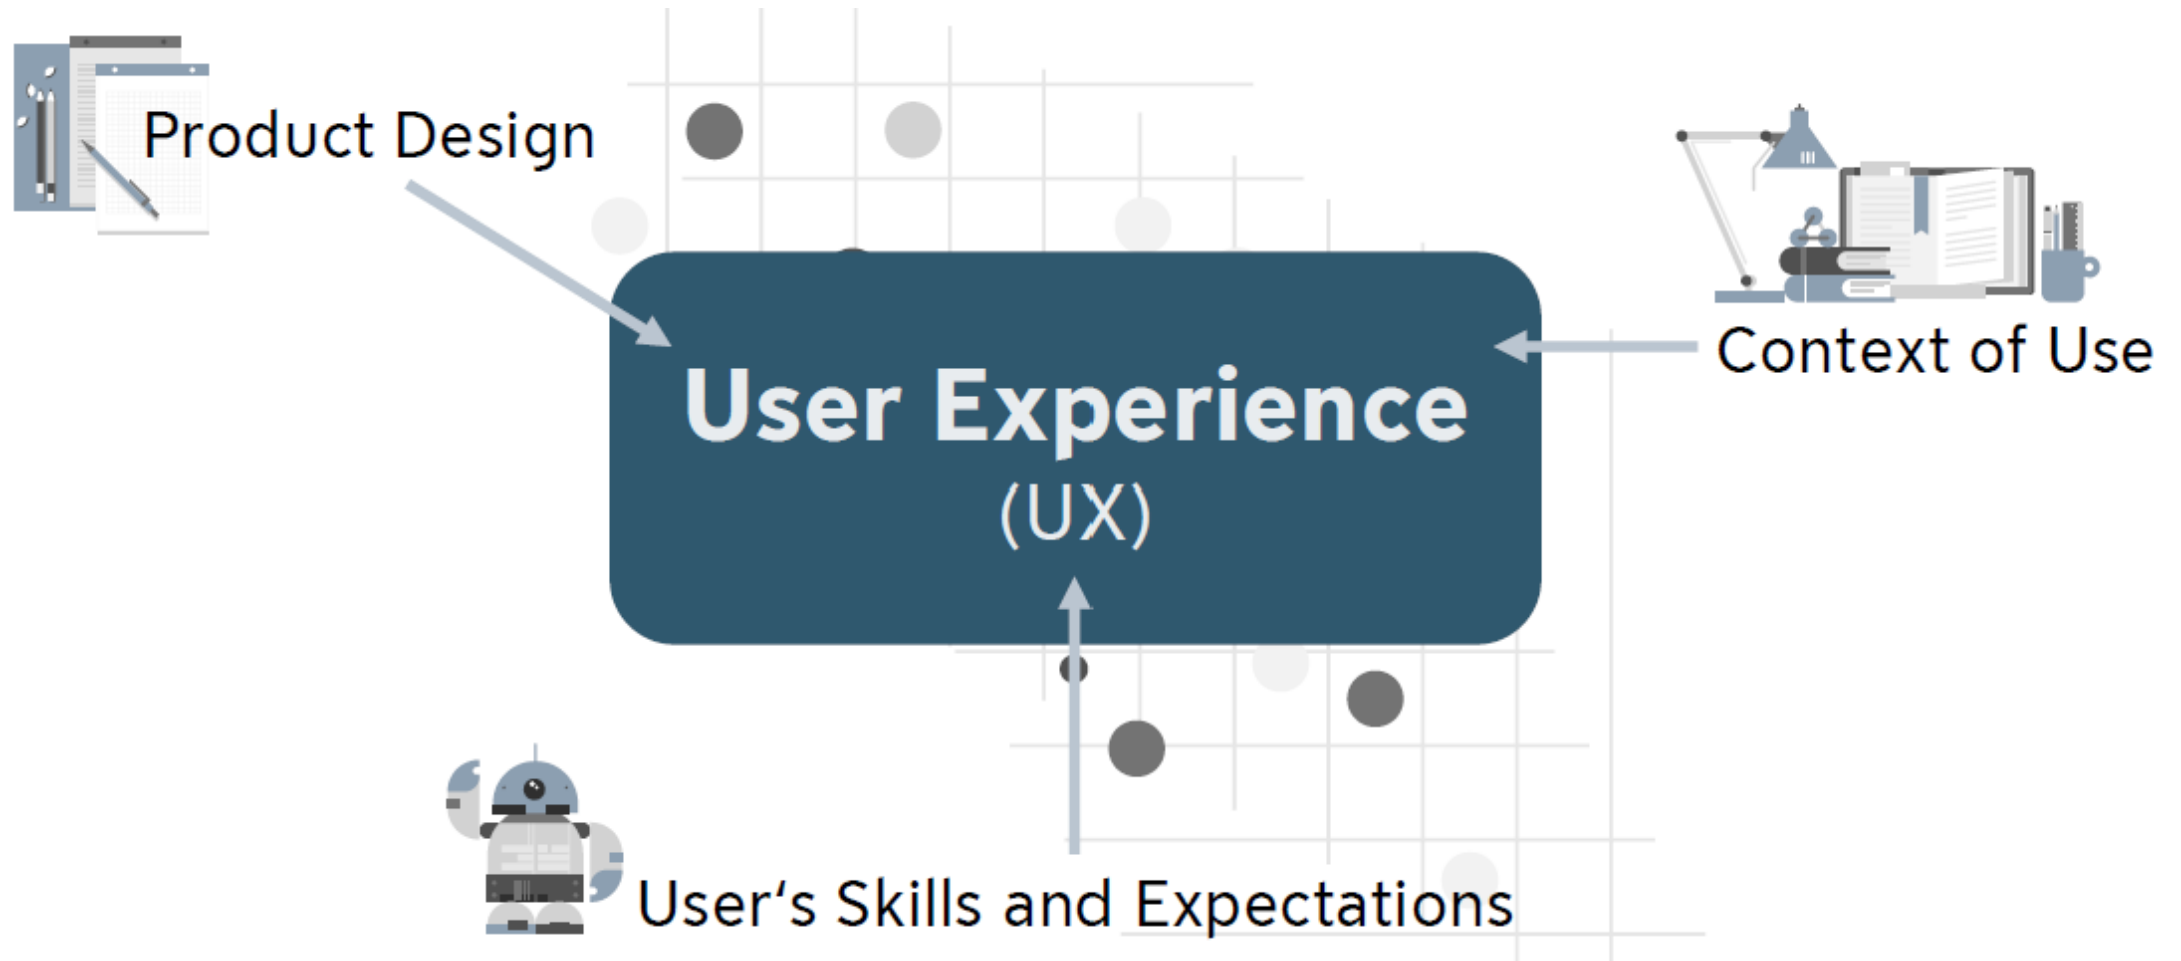 Product Design
Context of Use
User Experience
(UX)
User‘s Skills and Expectations